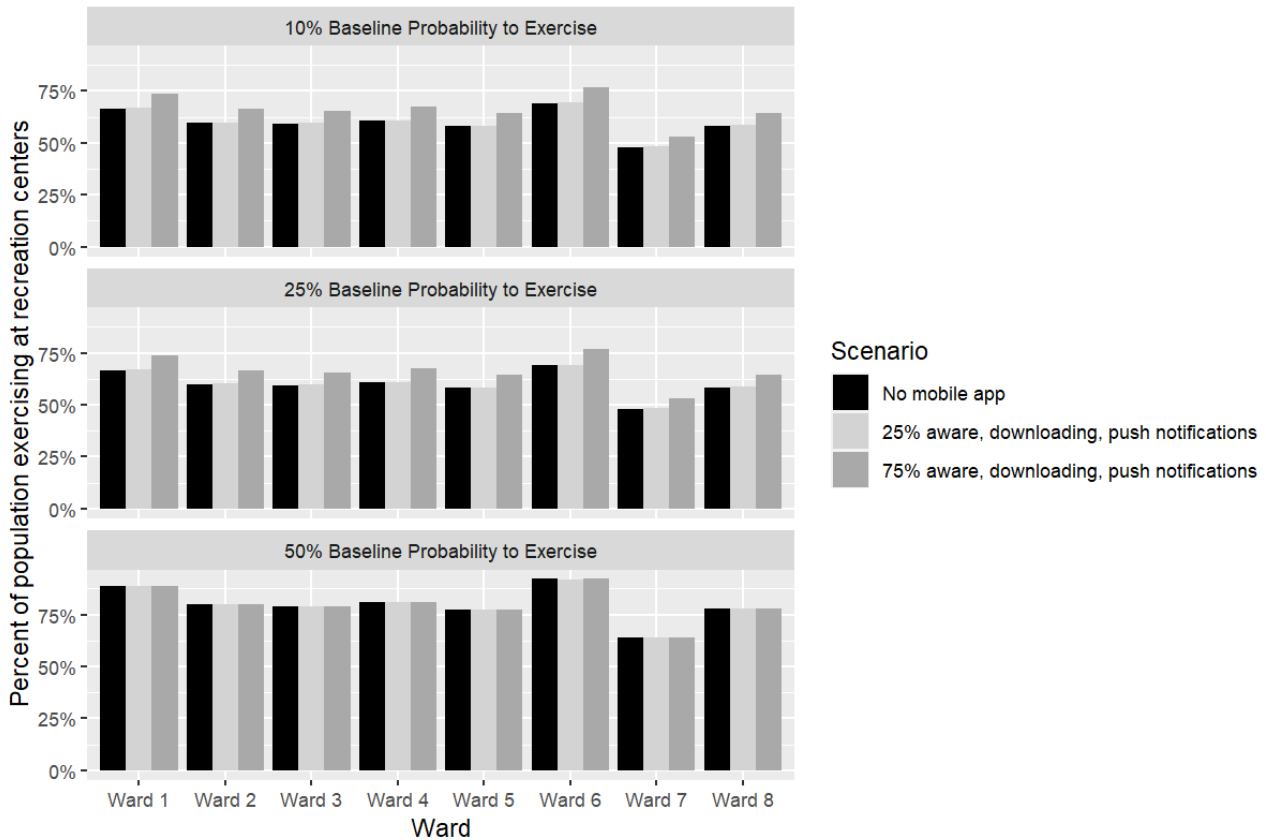 Percent of population exercising at recreation centers
10% Baseline Probability to Exercise
75%
50%
25%
0%
25% Baseline Probability to Exercise
75%
50%
25%
0%
50% Baseline Probability to Exercise
75%
50%
25%
0%
Ward 1 Ward 2 Ward 3 Ward 4 Ward 5 Ward 6 Ward 7 Ward 8
Ward
Scenario
No mobile app
25% aware, downloading, push notifications
75% aware, downloading, push notifications